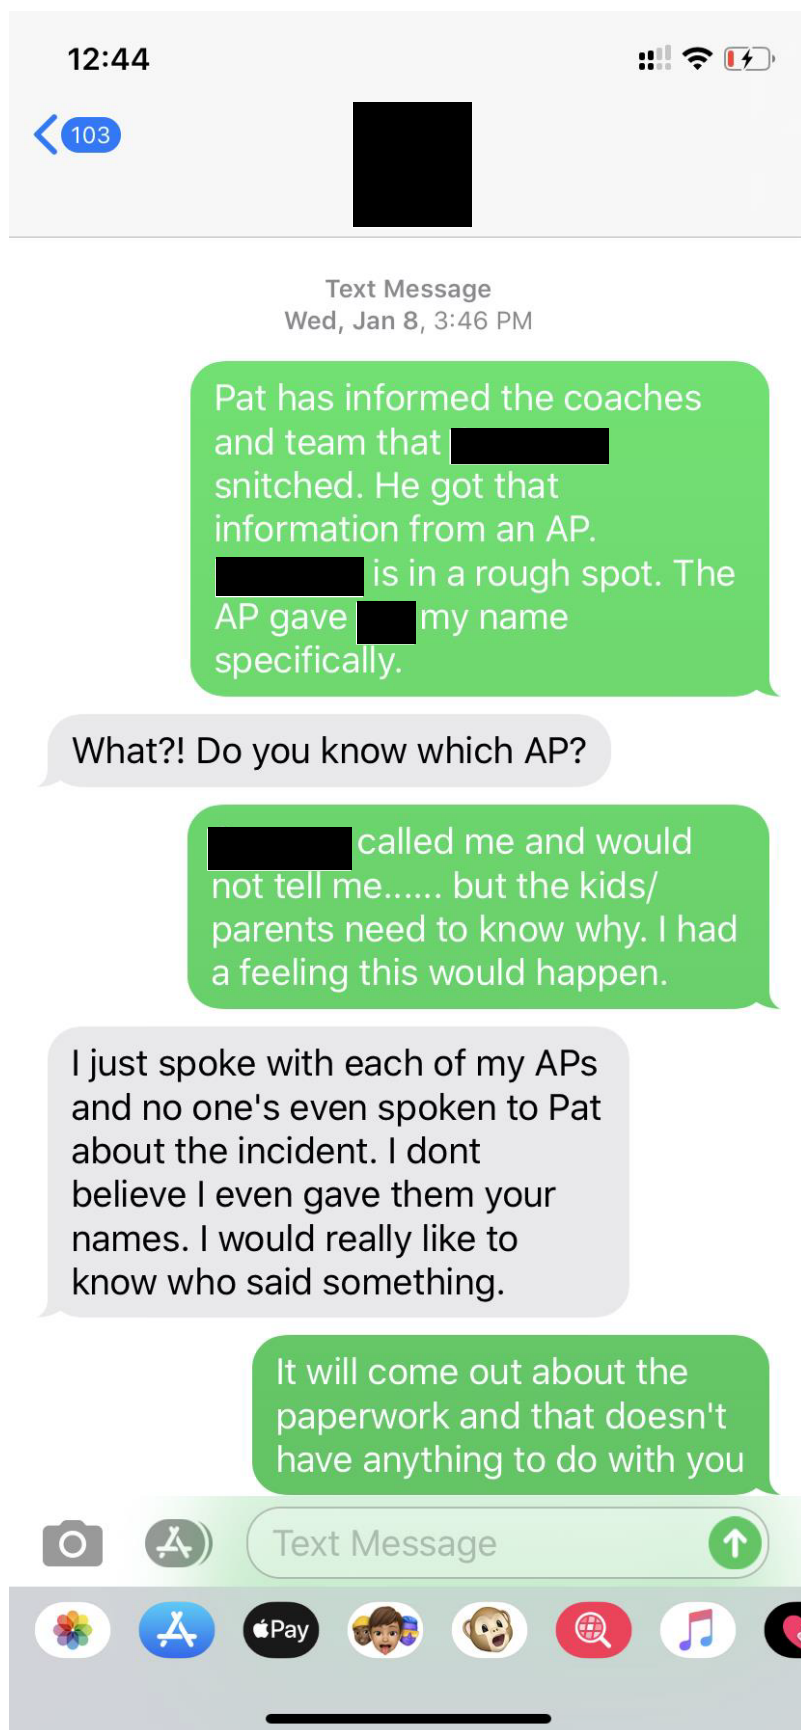 12:44
103
Text Message
Wed, Jan 8, 3:46 PM
Pat has informed the coaches
and team that
snitched. He got that
information from an AP.
is in a rough spot. The
AP gave my name
specifically.
What?! Do you know which AP?
called me and would
not tell me...... but the kids/
parents need to know why. I had
a feeling this would happen.
I just spoke with each of my APs
and no one's even spoken to Pat
about the incident. I dont
believe I even gave them your
names. I would really like to
know who said something.
It will come out about the
paperwork and that doesn't
have anything to do with you
Text Message
Pay